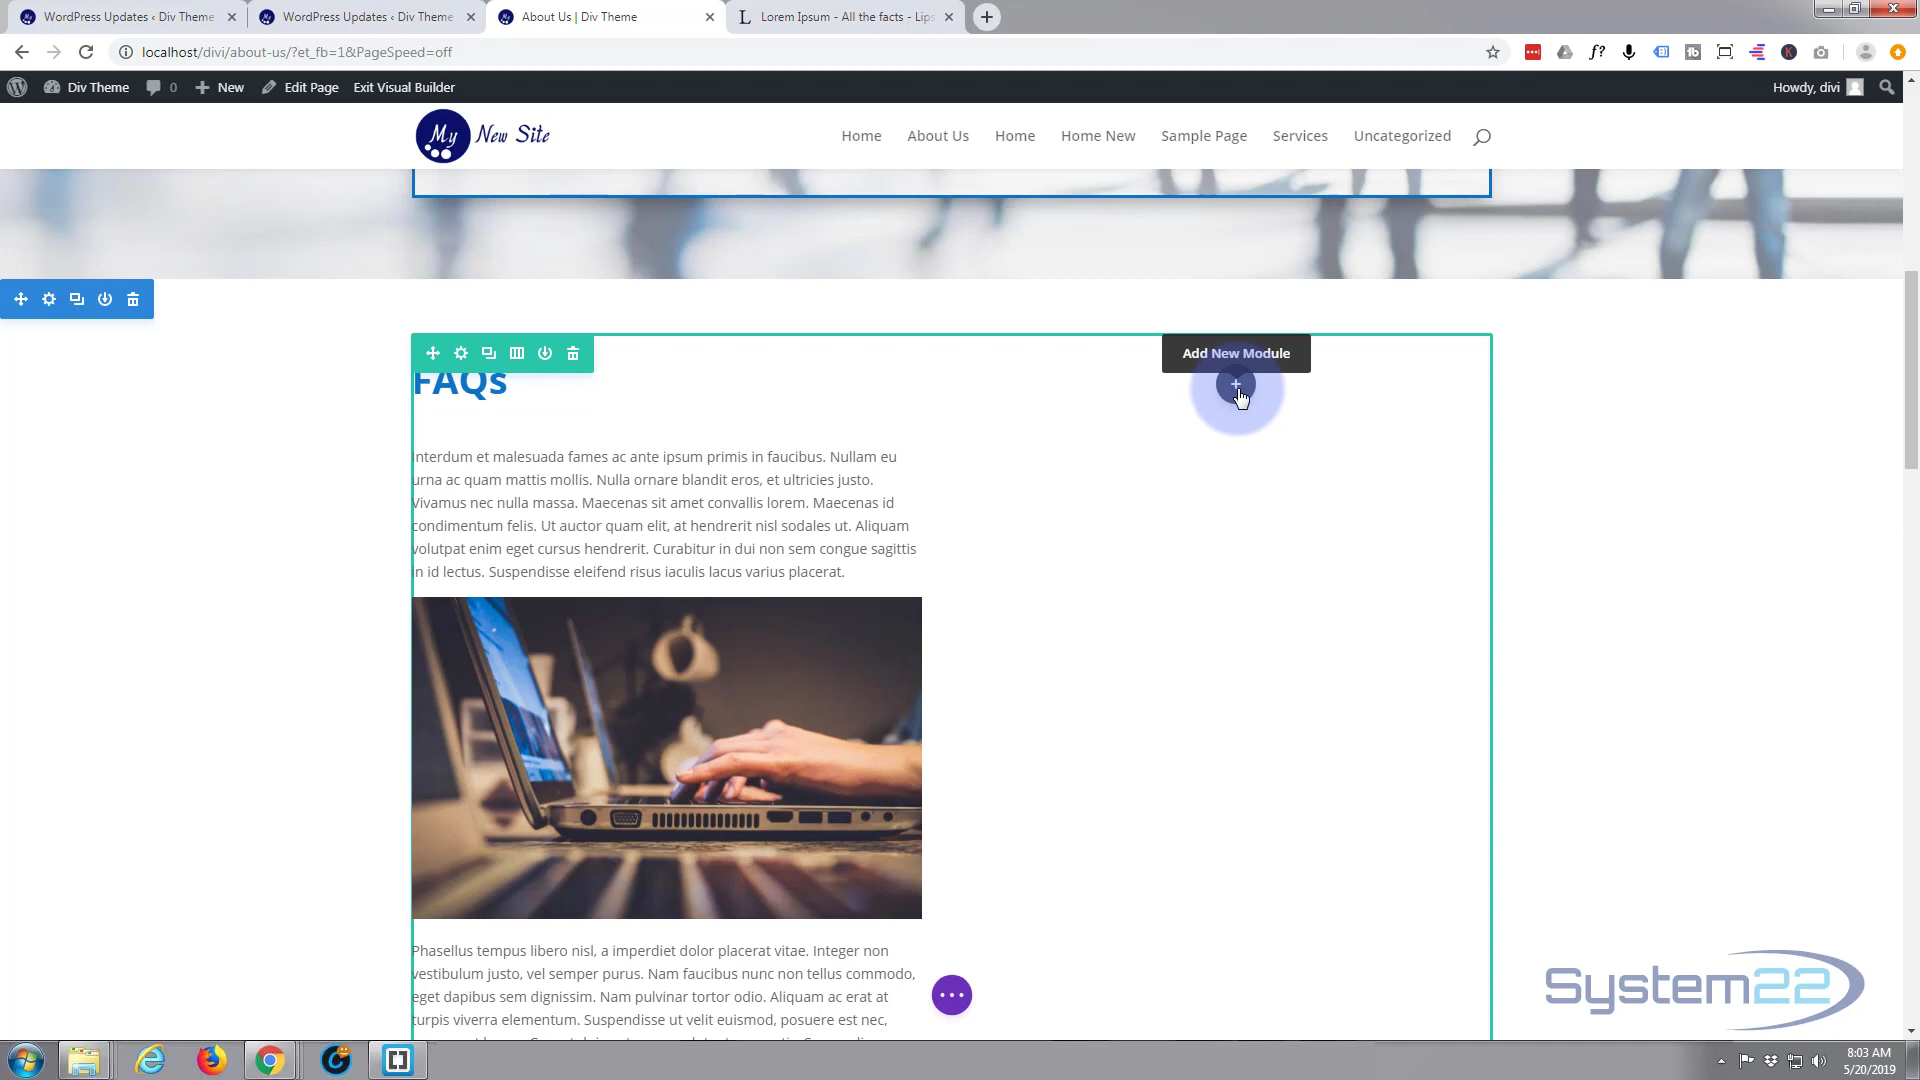 WordPress Updates ‹ Div Theme
WordPress Updates ‹ Div Theme
About Us | Div Theme
Lorem Ipsum - All the facts - Lips
localhost/divi/about-us/?et_fb=1&PageSpeed=off
Div Theme
0
New
Edit Page
Exit Visual Builder
Howdy, divi
My New Site
Home
About Us
Home
Home New
Sample Page
Services
Uncategorized
Add New Module
FAQs
Interdum et malesuada fames ac ante ipsum primis in faucibus. Nullam eu
urna ac quam mattis mollis. Nulla ornare blandit eros, et ultricies justo.
Vivamus nec nulla massa. Maecenas sit amet convallis lorem. Maecenas id
condimentum felis. Ut auctor quam elit, at hendrerit nisl sodales ut. Aliquam
volutpat enim eget cursus hendrerit. Curabitur in dui non sem congue sagittis
in id lectus. Suspendisse eleifend risus iaculis lacus varius placerat.
Phasellus tempus libero nisl, a imperdiet dolor placerat vitae. Integer non
vestibulum justo, vel semper purus. Nam faucibus nunc non tellus commodo,
eget dapibus sem dignissim. Nam pulvinar tortor odio. Aliquam ac erat at
turpis viverra elementum. Suspendisse ut velit euismod, posuere est nec,
System22
8:03 AM
5/20/2019